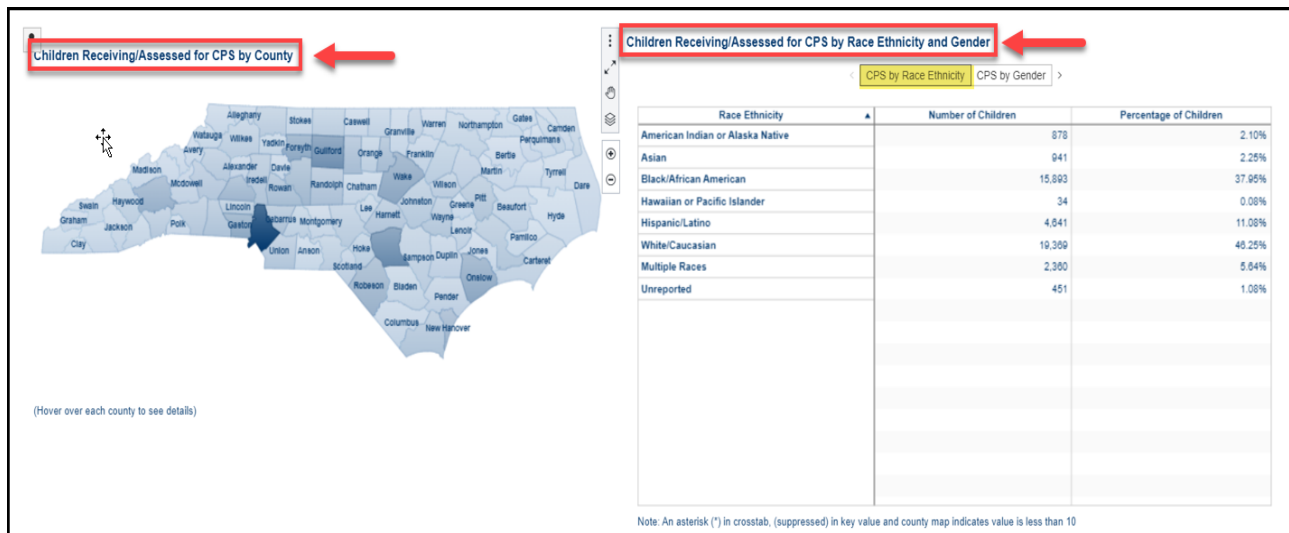 Children Receiving/Assessed for CPS by County
Alleghany Stokes Caswell Granville Warren Northampton Gates Camden
Watauga Wilkes Yadkin Forsyth Guilford Orange Franklin Bertie Perquimans
Avery Alexander Davie Martin Tyrrell
Madison Mcdowell Iredell Rowan Randolph Chatham Wake Wilson Dare
Swain Haywood Lincoln Lee Johnston Greene Pitt Beaufort
Graham Jackson Polk Gaston Cabarrus Montgomery Harnett Wayne Hyde
Clay Lenoir Pamlico
Union Anson Hoke Sampson Duplin Jones Carteret
Scotland Onslow
Robeson Bladen Pender
Columbus New Hanover
(Hover over each county to see details)
Children Receiving/Assessed for CPS by Race Ethnicity and Gender
CPS by Race Ethnicity CPS by Gender
Race Ethnicity Number of Children Percentage of Children
American Indian or Alaska Native 878 2.10%
Asian 941 2.25%
Black/African American 15,893 37.95%
Hawaiian or Pacific Islander 34 0.08%
Hispanic/Latino 4,641 11.08%
White/Caucasian 19,369 46.25%
Multiple Races 2,360 5.64%
Unreported 451 1.08%
Note: An asterisk (*) in crosstab, (suppressed) in key value and county map indicates value is less than 10